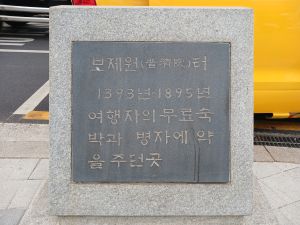 보제원(普濟院)터
1393년-1895년
여행자의 무료숙
박과 병자에 약
을 주던곳